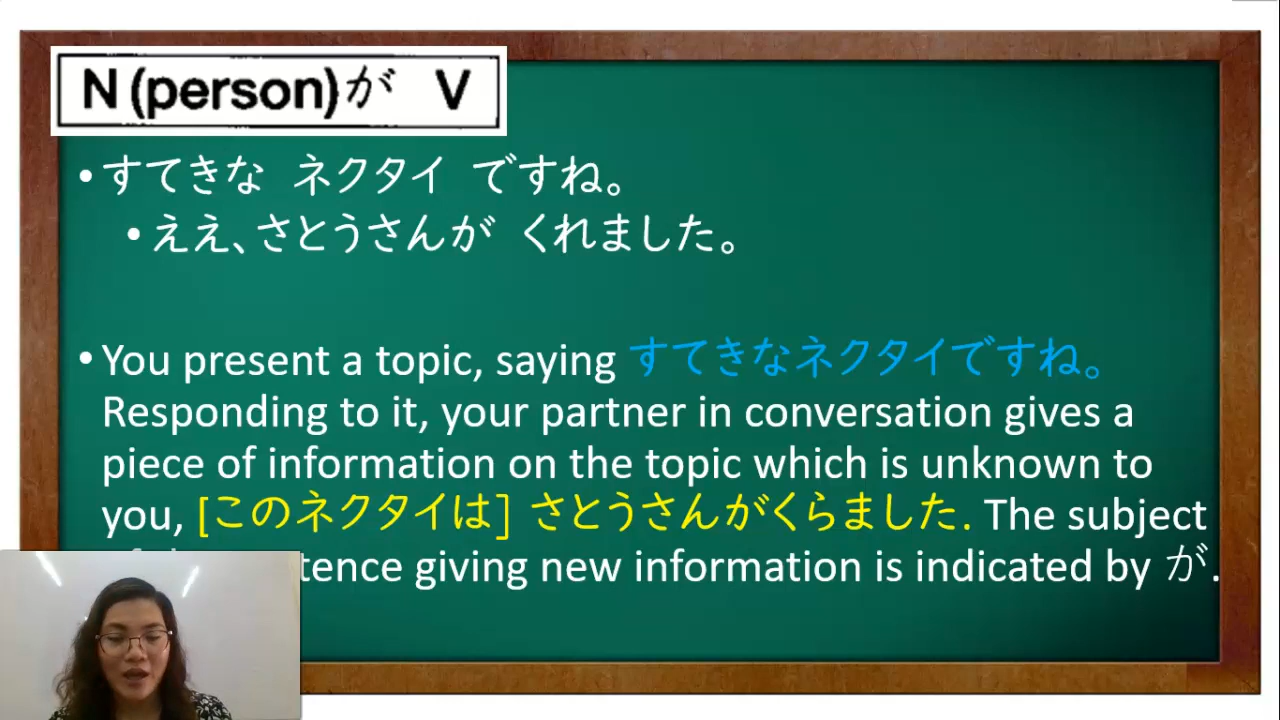 N (person)が V
• すてきな ネクタイ ですね。
• ええ、さとうさんが くれました。
• You present a topic, saying すてきなネクタイですね。
Responding to it, your partner in conversation gives a
piece of information on the topic which is unknown to
you, [このネクタイは] さとうさんがくらました. The subject
tence giving new information is indicated by が.